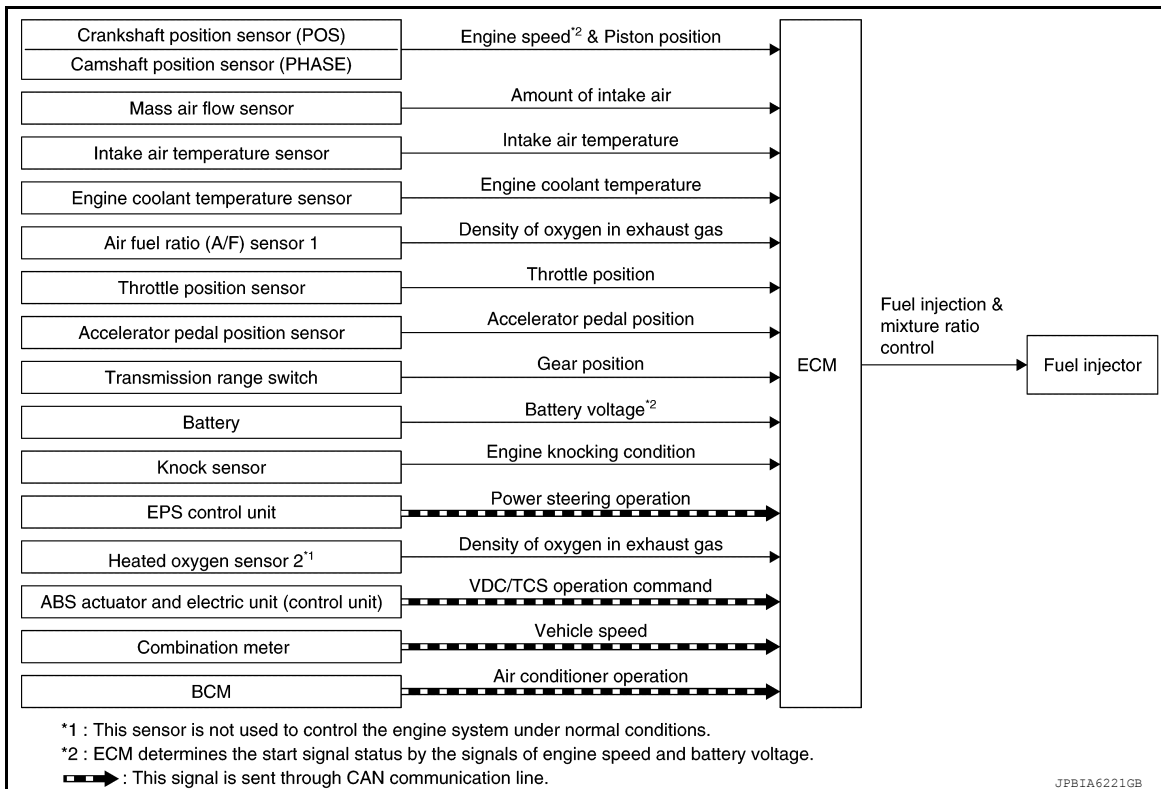 Crankshaft position sensor (POS)
Camshaft position sensor (PHASE)
Engine speed*2 & Piston position
Mass air flow sensor
Amount of intake air
Intake air temperature sensor
Intake air temperature
Engine coolant temperature sensor
Engine coolant temperature
Air fuel ratio (A/F) sensor 1
Density of oxygen in exhaust gas
Throttle position sensor
Throttle position
Accelerator pedal position sensor
Accelerator pedal position
Transmission range switch
Gear position
Battery
Battery voltage*2
Knock sensor
Engine knocking condition
EPS control unit
Power steering operation
Heated oxygen sensor 2*1
Density of oxygen in exhaust gas
ABS actuator and electric unit (control unit)
VDC/TCS operation command
Combination meter
Vehicle speed
BCM
Air conditioner operation
ECM
Fuel injection &
mixture ratio
control
Fuel injector
*1 : This sensor is not used to control the engine system under normal conditions.
*2 : ECM determines the start signal status by the signals of engine speed and battery voltage.
: This signal is sent through CAN communication line.
JPBIA6221GB